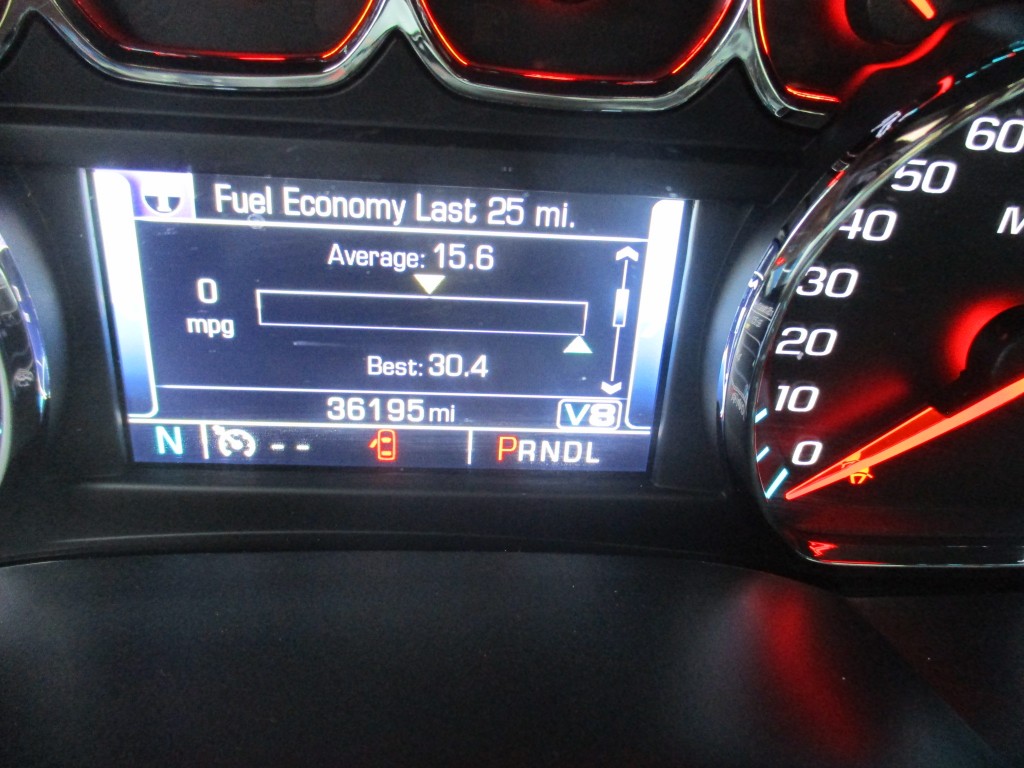 Fuel Economy Last 25 mi.
Average: 15.6
0
mpg
Best: 30.4
36195 mi
V8
N -- PRNDL
60
50
40
30
20
10
0